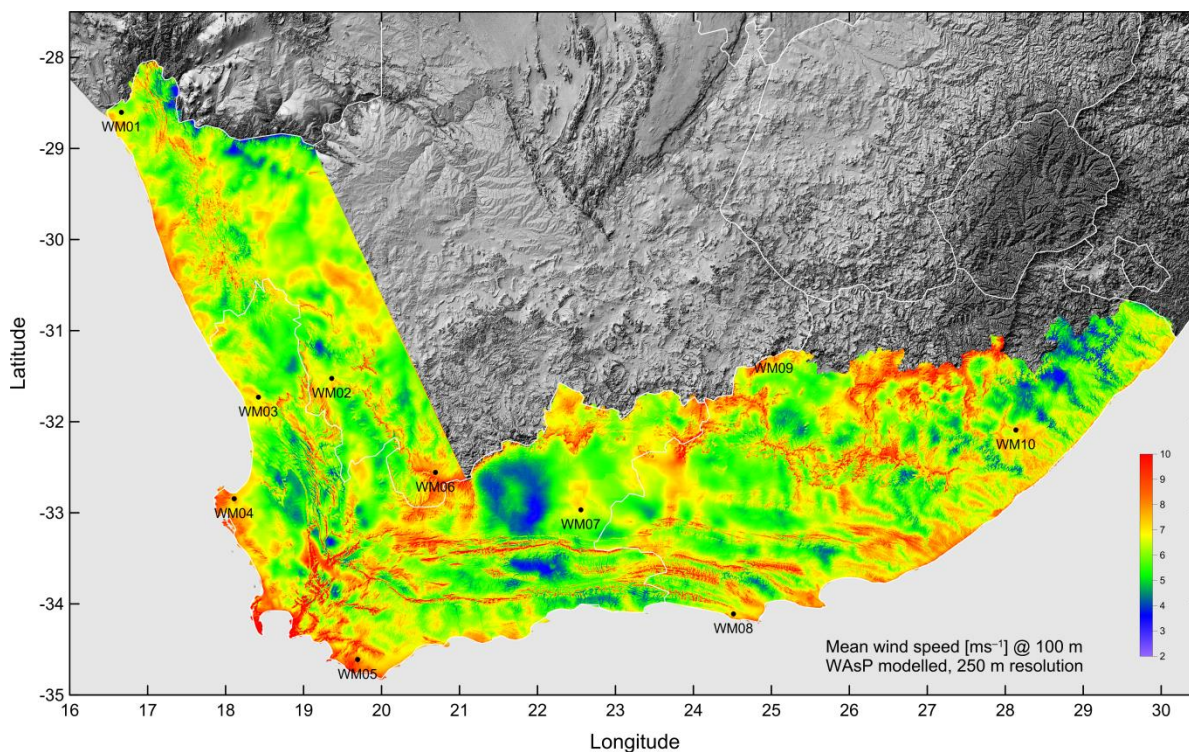 -28
-29
-30
-31
-32
-33
-34
-35
Latitude
WM01
WM02
WM03
WM09
WM10
WM06
WM04
WM07
WM08
WM05
10
9
8
7
6
5
4
3
2
Mean wind speed [ms⁻¹] @ 100 m
WAsP modelled, 250 m resolution
16 17 18 19 20 21 22 23 24 25 26 27 28 29 30
Longitude